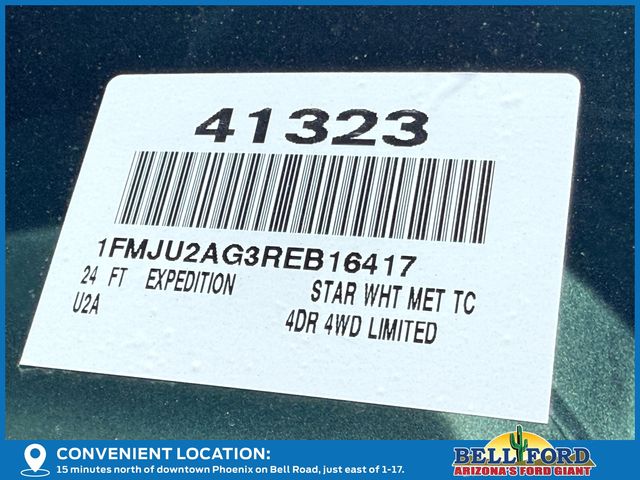 41323
1FMJU2AG3REB16417
24 FT EXPEDITION STAR WHT MET TC
U2A 4DR 4WD LIMITED
CONVENIENT LOCATION:
15 minutes north of downtown Phoenix on Bell Road, just east of 1-17.
BELL FORD
ARIZONA'S FORD GIANT